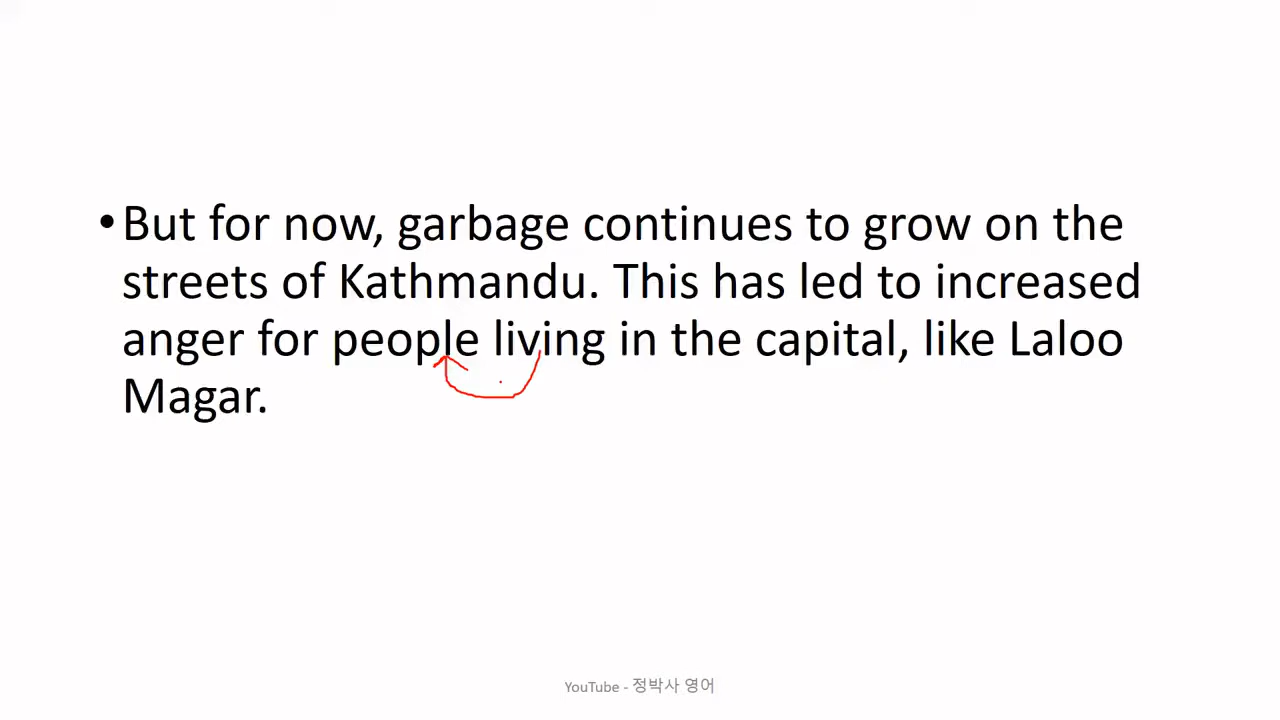 •But for now, garbage continues to grow on the
streets of Kathmandu. This has led to increased
anger for people living in the capital, like Laloo
Magar.
YouTube - 정박사 영어